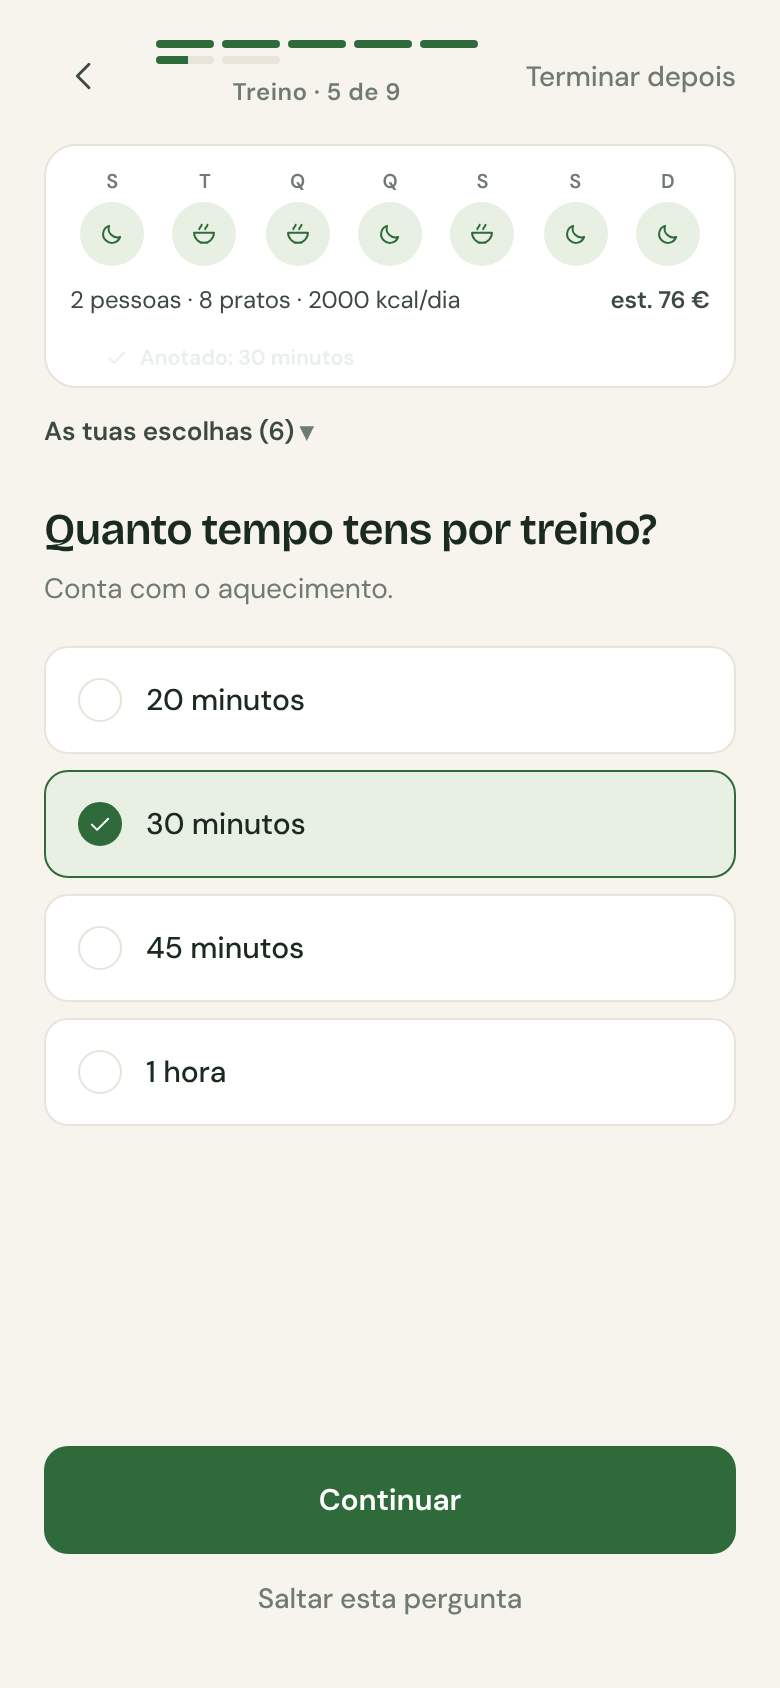 Treino · 5 de 9
Terminar depois
S T Q Q S S D
2 pessoas · 8 pratos · 2000 kcal/dia est. 76 €
Anotado: 30 minutos
As tuas escolhas (6) ▾
Quanto tempo tens por treino?
Conta com o aquecimento.
20 minutos
30 minutos
45 minutos
1 hora
Continuar
Saltar esta pergunta